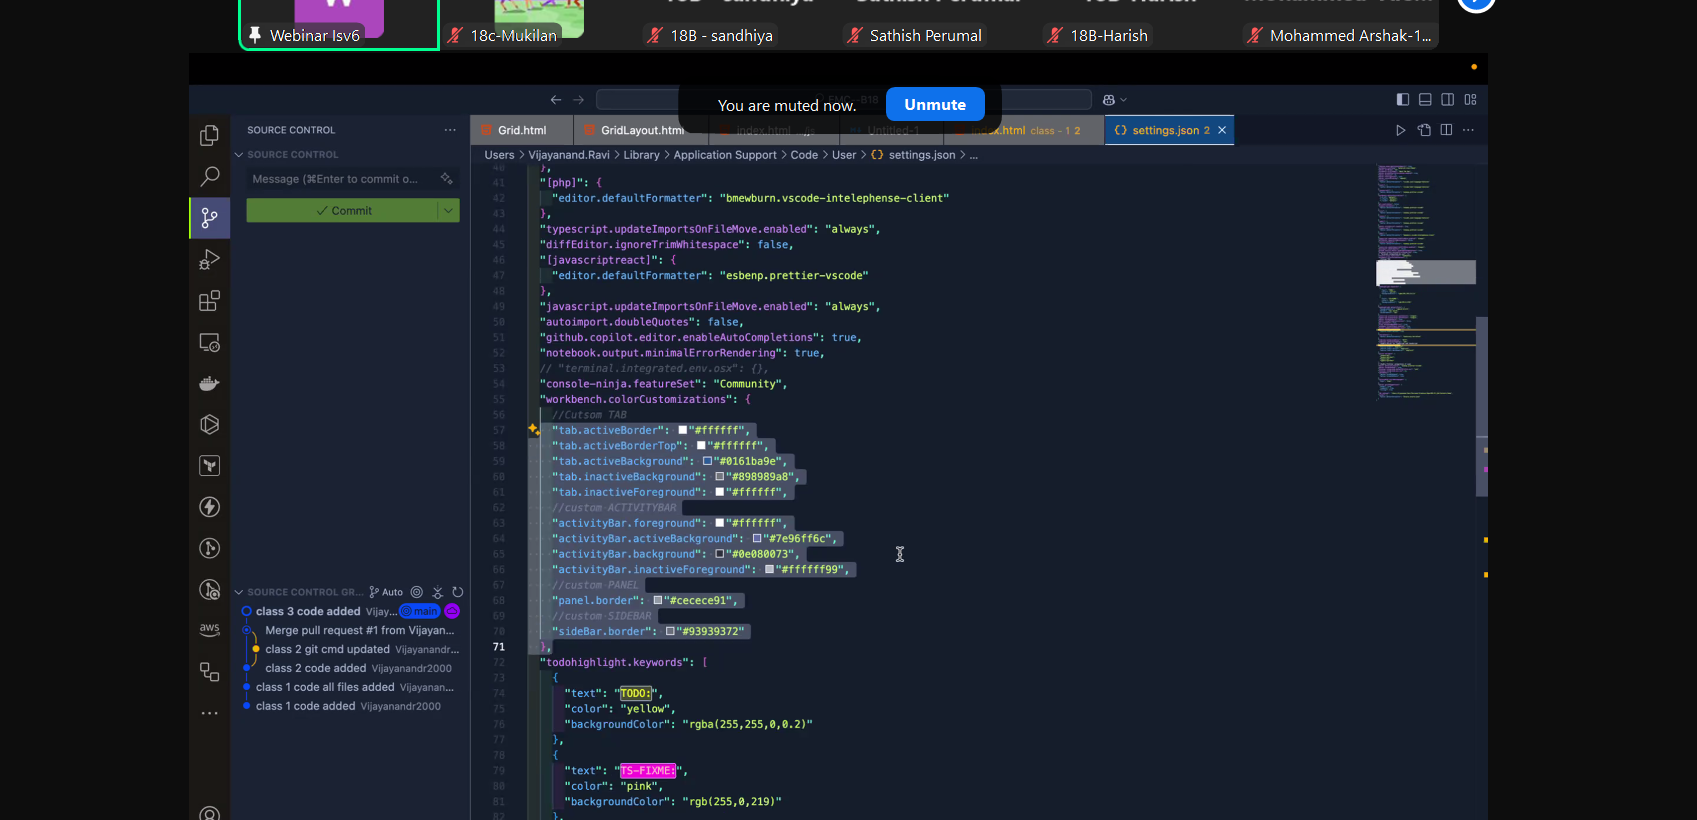 Webinar Isv6
18c-Mukilan
18B - sandhiya
Sathish Perumal
18B-Harish
Mohammed Arshak-1...
You are muted now.
Unmute
SOURCE CONTROL
Grid.html
GridLayout.html
index.html
Untitled-1
index.html class - 1 2
{} settings.json 2
SOURCE CONTROL
Users > Vijayanand.Ravi > Library > Application Support > Code > User > {} settings.json > ...
Message (⌘Enter to commit o...
Commit
40 },
41 "[php]": {
42 "editor.defaultFormatter": "bmewburn.vscode-intelephense-client"
43 },
44 "typescript.updateImportsOnFileMove.enabled": "always",
45 "diffEditor.ignoreTrimWhitespace": false,
46 "[javascriptreact]": {
47 "editor.defaultFormatter": "esbenp.prettier-vscode"
48 },
49 "javascript.updateImportsOnFileMove.enabled": "always",
50 "autoimport.doubleQuotes": false,
51 "github.copilot.editor.enableAutoCompletions": true,
52 "notebook.output.minimalErrorRendering": true,
53 // "terminal.integrated.env.osx": {},
54 "console-ninja.featureSet": "Community",
55 "workbench.colorCustomizations": {
56 //Cutsom TAB
57 "tab.activeBorder": "#ffffff",
58 "tab.activeBorderTop": "#ffffff",
59 "tab.activeBackground": "#0161ba9e",
60 "tab.inactiveBackground": "#898989a8",
61 "tab.inactiveForeground": "#ffffff",
62 //custom ACTIVITYBAR
63 "activityBar.foreground": "#ffffff",
64 "activityBar.activeBackground": "#7e96ff6c",
65 "activityBar.background": "#0e080073",
66 "activityBar.inactiveForeground": "#ffffff99",
67 //custom PANEL
68 "panel.border": "#cecece91",
69 //custom SIDEBAR
70 "sideBar.border": "#93939372"
71 },
72 "todohighlight.keywords": [
73 {
74 "text": "TODO:",
75 "color": "yellow",
76 "backgroundColor": "rgba(255,255,0,0.2)"
77 },
78 {
79 "text": "TS-FIXME:",
80 "color": "pink",
81 "backgroundColor": "rgb(255,0,219)"
82 },
SOURCE CONTROL GR... Auto
class 3 code added Vijay... main
Merge pull request #1 from Vijayan...
class 2 git cmd updated Vijayanandr...
class 2 code added Vijayanandr2000
class 1 code all files added Vijayanan...
class 1 code added Vijayanandr2000
aws